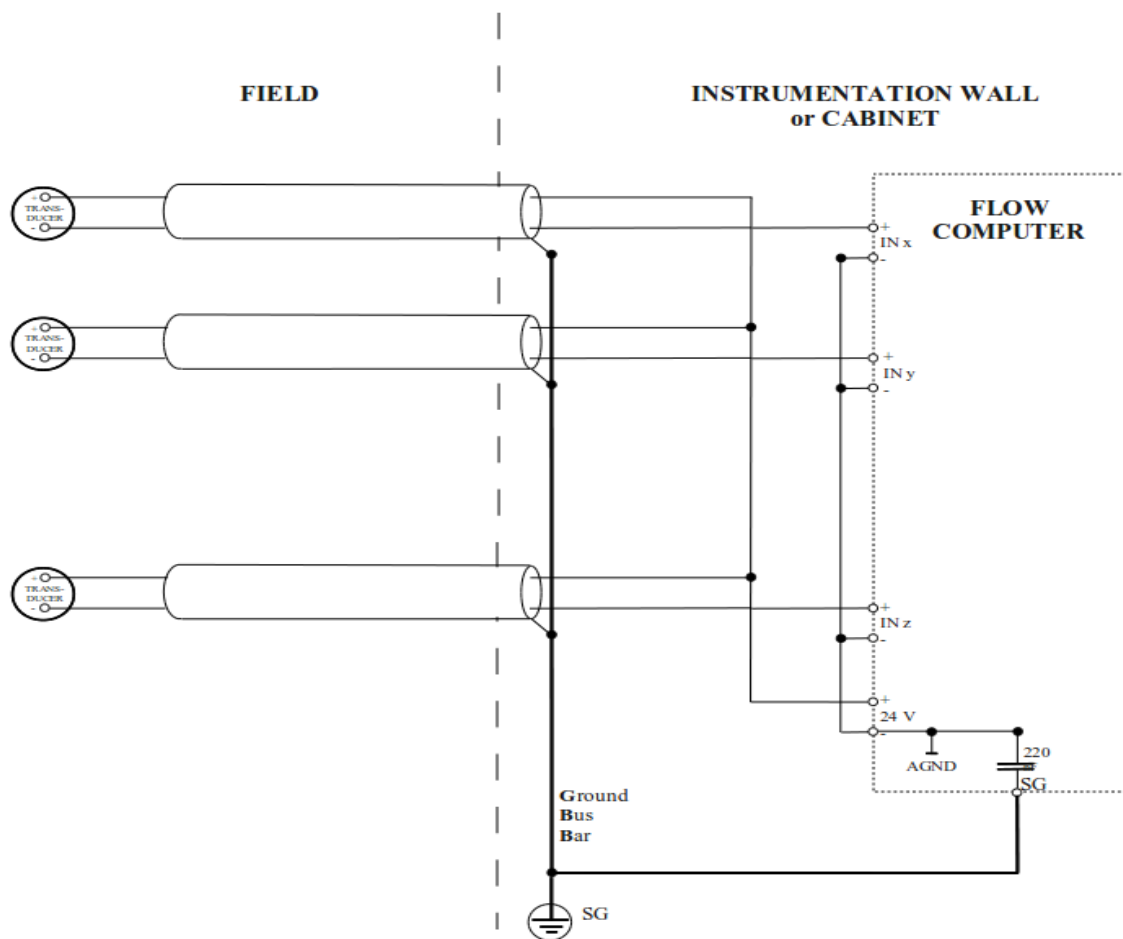 FIELD
INSTRUMENTATION WALL
or CABINET
+
TRANS-
DUCER
-
FLOW
COMPUTER
+
IN x
-
+
TRANS-
DUCER
-
+
IN y
-
+
TRANS-
DUCER
-
+
IN z
-
+
24 V
-
AGND
220
SG
Ground
Bus
Bar
SG